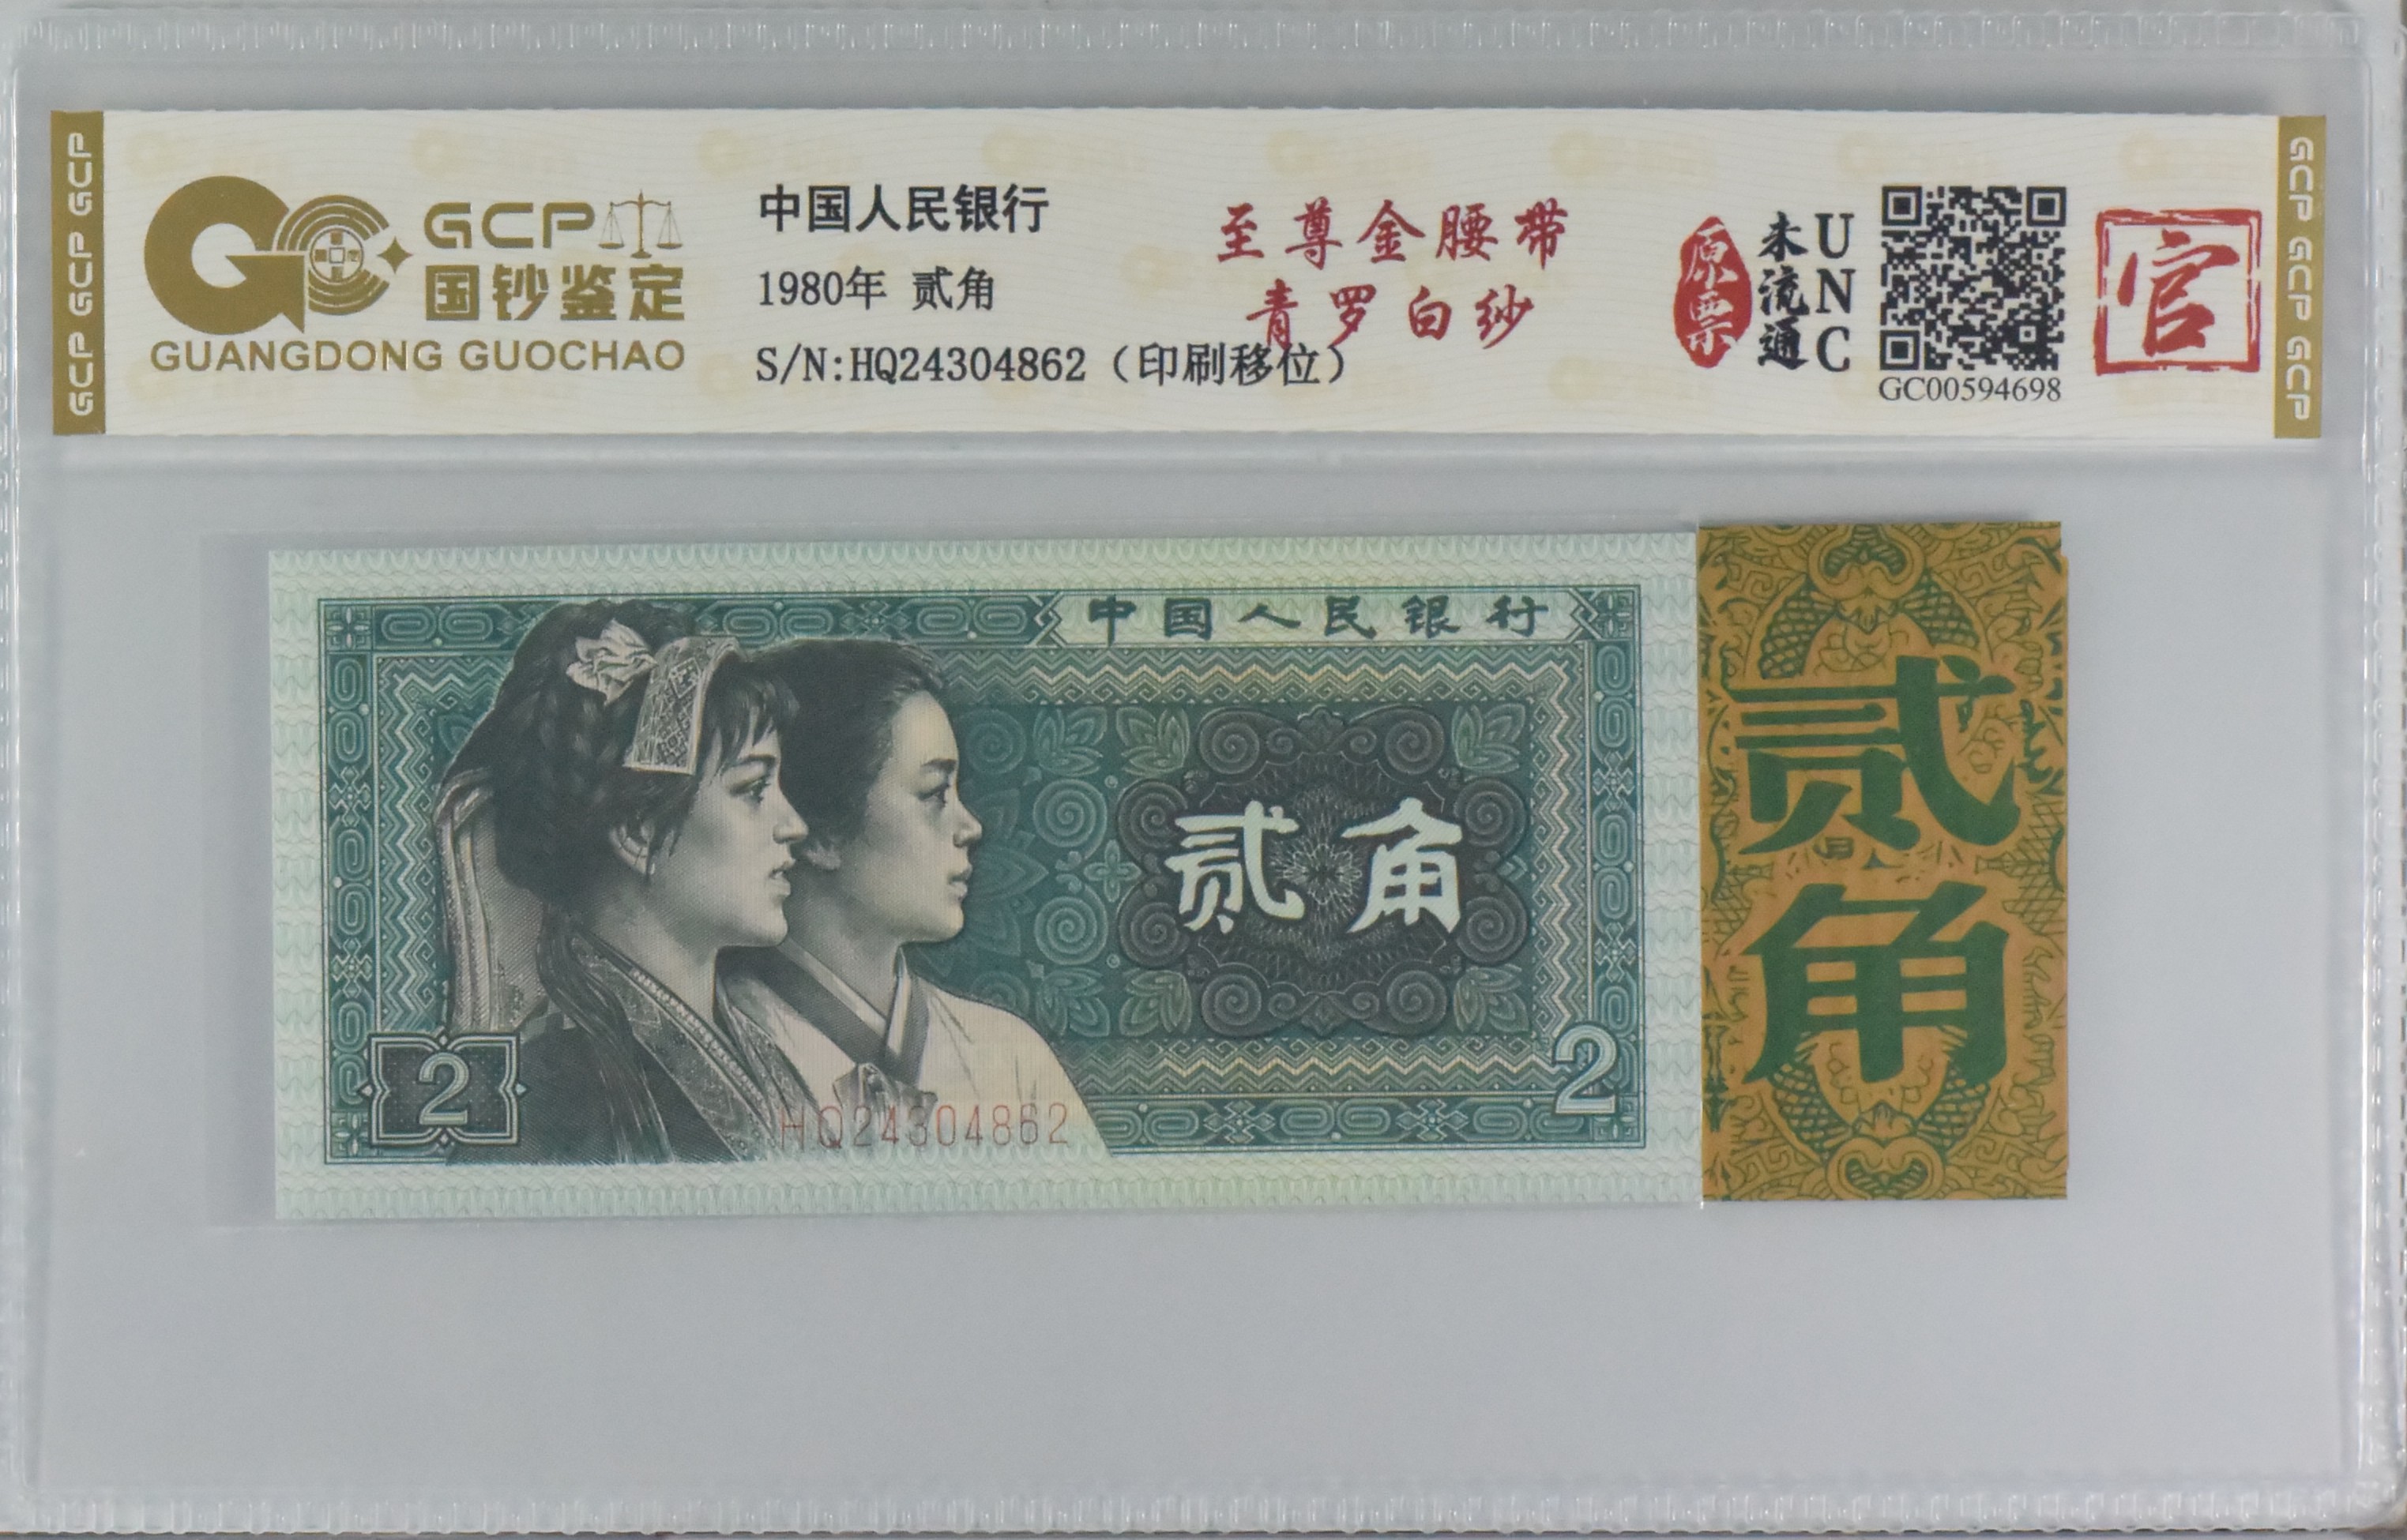 GCP GCP GCP
GCP
国钞鉴定
GUANGDONG GUOCHAO
中国人民银行
1980年 贰角
S/N:HQ24304862（印刷移位）
至尊金腰带
青罗白纱
原票
未流通
UNC
GC00594698
官
GCP GCP GCP
中国人民银行
贰角
2
2
HQ24304862
贰角